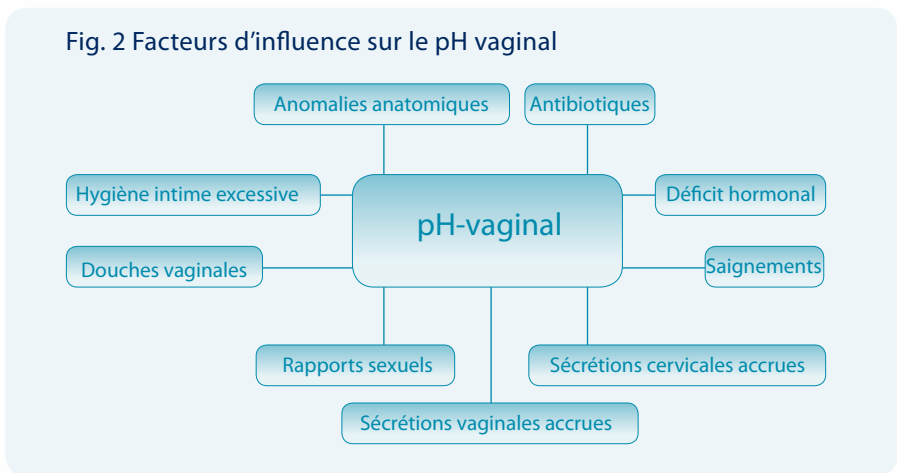 Fig. 2 Facteurs d'influence sur le pH vaginal
Anomalies anatomiques
Antibiotiques
Hygiène intime excessive
Déficit hormonal
pH-vaginal
Douches vaginales
Saignements
Rapports sexuels
Sécrétions cervicales accrues
Sécrétions vaginales accrues